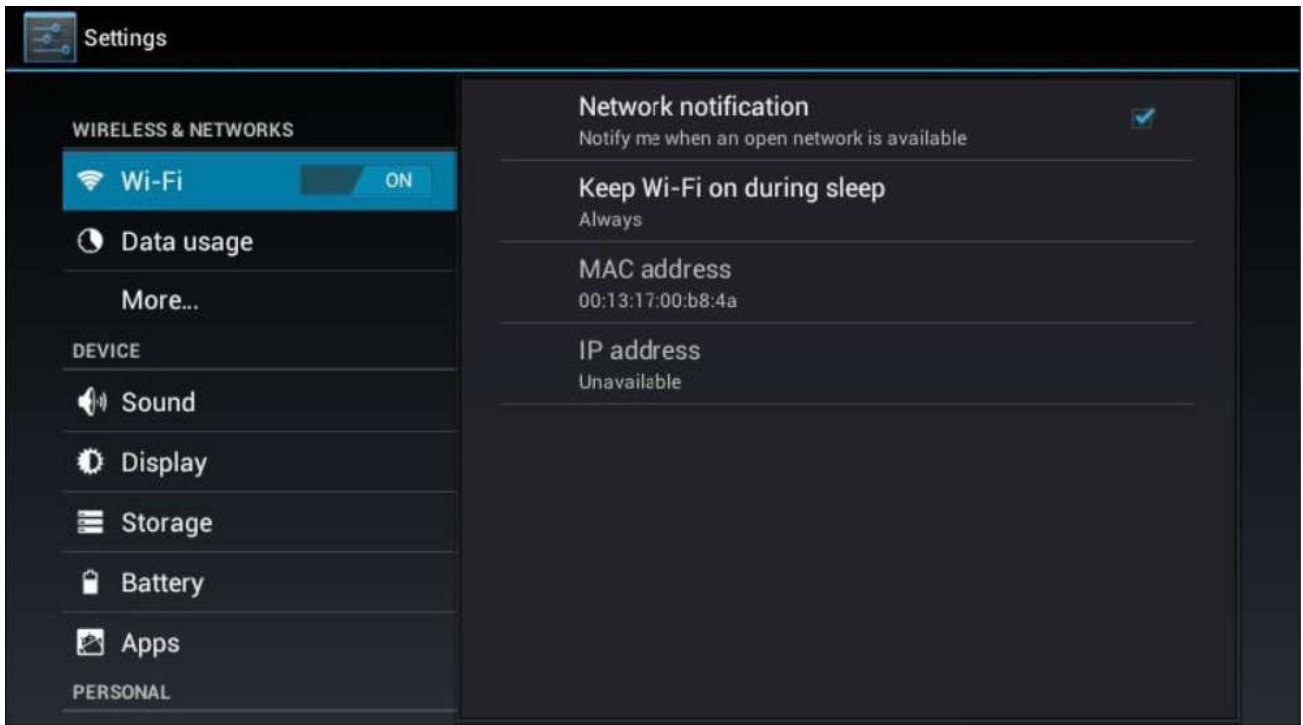 Settings
WIRELESS & NETWORKS
Wi-Fi ON
Data usage
More...
DEVICE
Sound
Display
Storage
Battery
Apps
PERSONAL
Network notification
Notify me when an open network is available
Keep Wi-Fi on during sleep
Always
MAC address
00:13:17:00:b8:4a
IP address
Unavailable